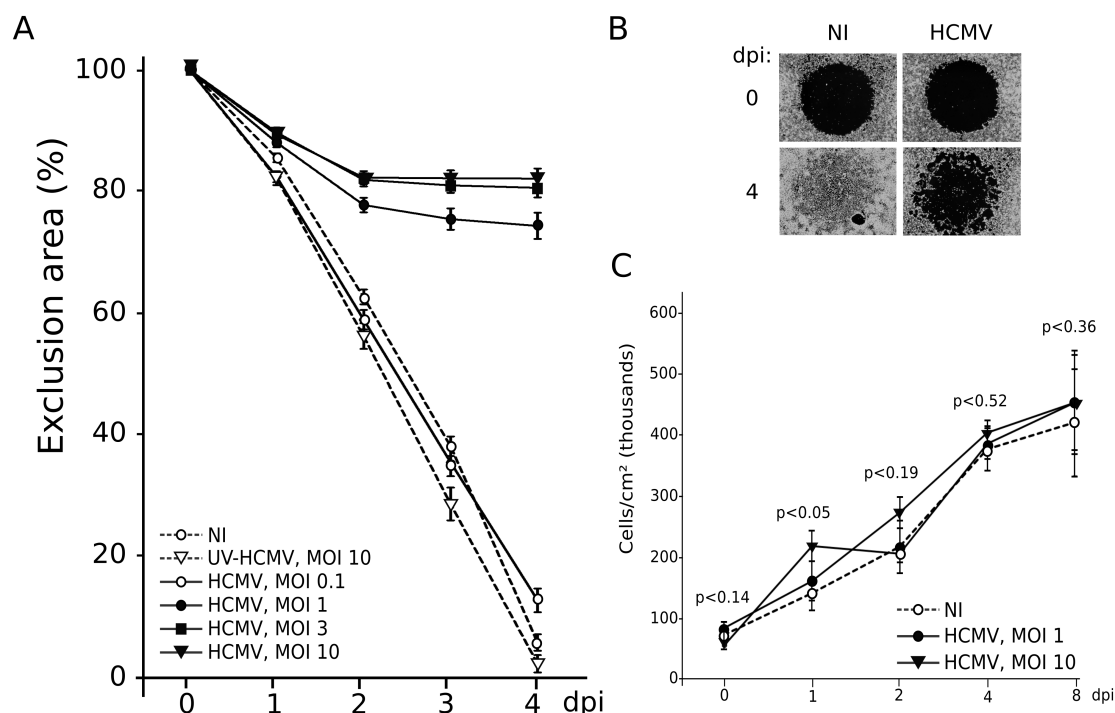 A
Exclusion area (%)
100
80
60
40
20
0
NI
UV-HCMV, MOI 10
HCMV, MOI 0.1
HCMV, MOI 1
HCMV, MOI 3
HCMV, MOI 10
0 1 2 3 4 dpi
B
NI HCMV
dpi:
0
4
C
Cells/cm² (thousands)
600
500
400
300
200
100
0
p<0.14
p<0.05
p<0.19
p<0.52
p<0.36
NI
HCMV, MOI 1
HCMV, MOI 10
0 1 2 4 8 dpi